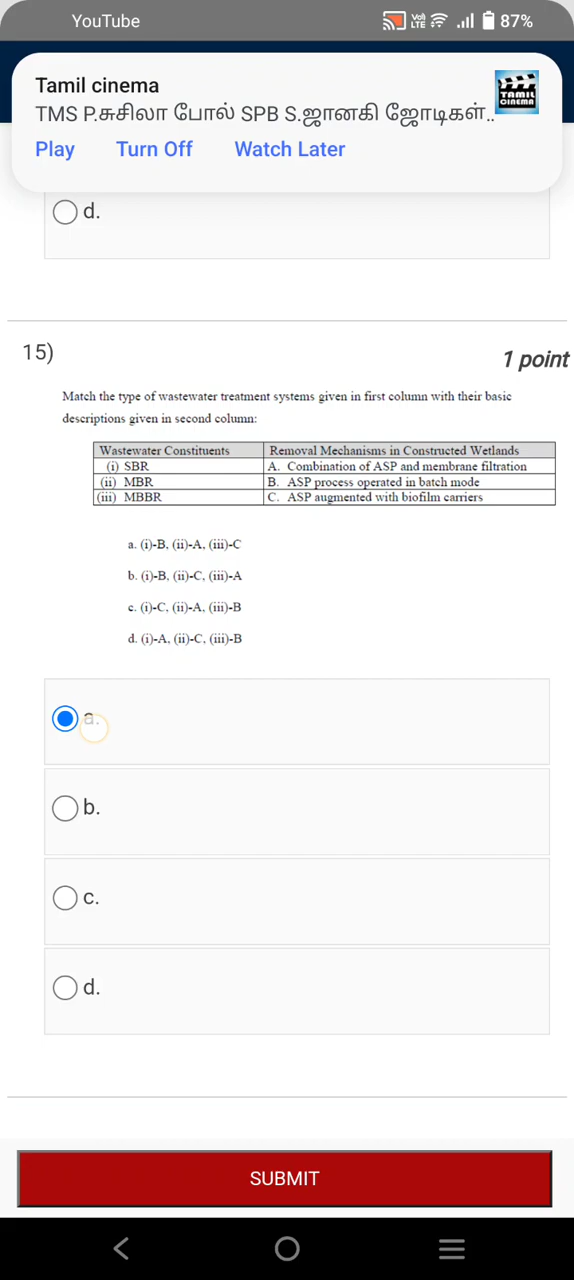 YouTube
Vo) LTE 87%
Tamil cinema
TMS P.சுசிலா போல் SPB S.ஜானகி ஜோடிகள்..
TAMIL
CINEMA
Play Turn Off Watch Later
d.
15)
1 point
Match the type of wastewater treatment systems given in first column with their basic
descriptions given in second column:
Wastewater Constituents Removal Mechanisms in Constructed Wetlands
(i) SBR A. Combination of ASP and membrane filtration
(ii) MBR B. ASP process operated in batch mode
(iii) MBBR C. ASP augmented with biofilm carriers
a. (i)-B, (ii)-A, (iii)-C
b. (i)-B, (ii)-C, (iii)-A
c. (i)-C, (ii)-A, (iii)-B
d. (i)-A, (ii)-C, (iii)-B
a.
b.
c.
d.
SUBMIT